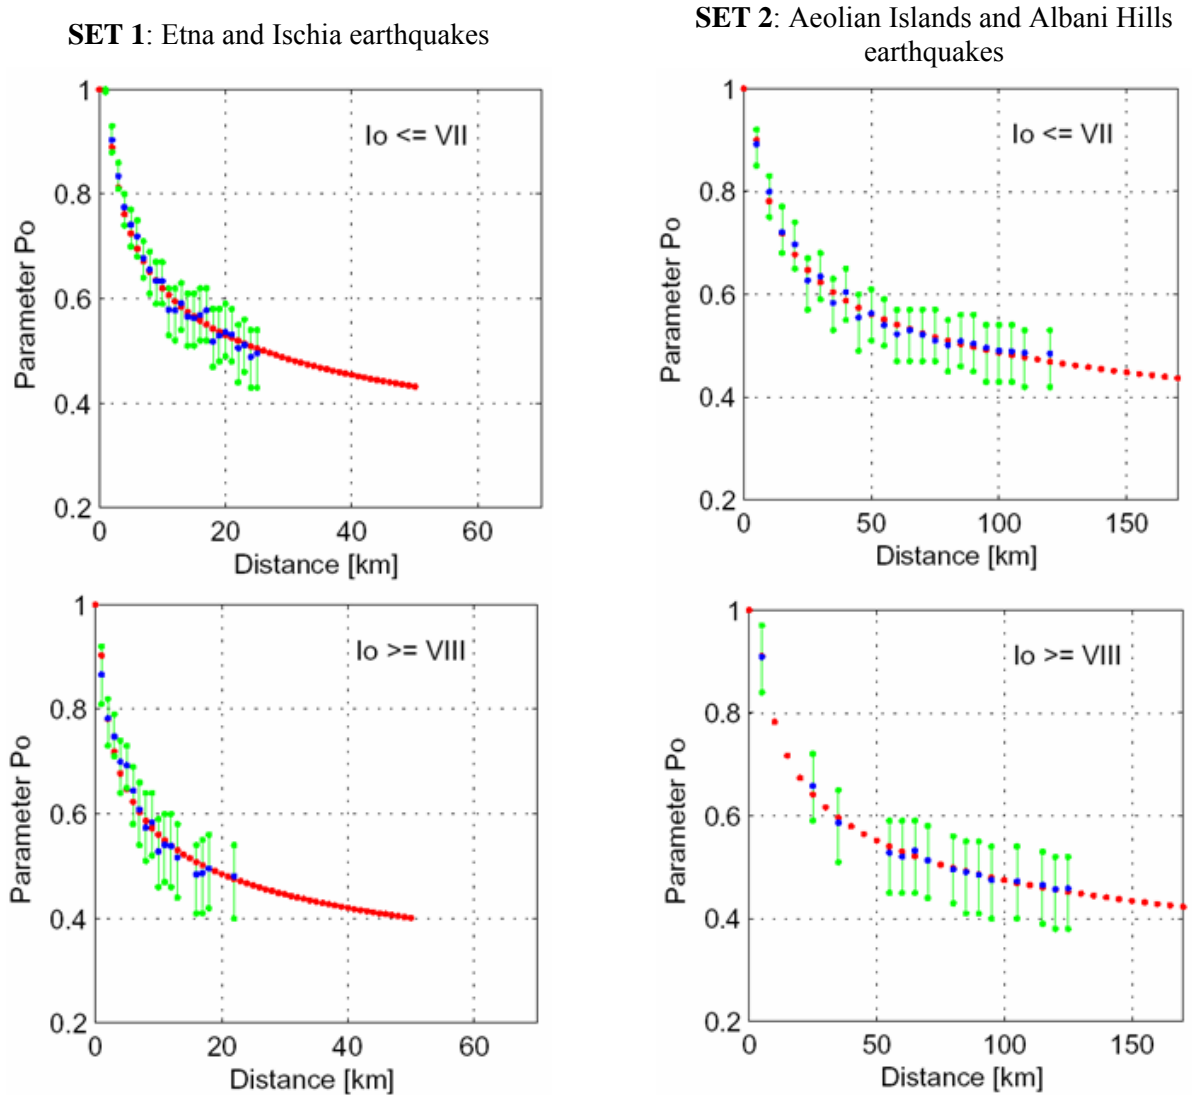 SET 1: Etna and Ischia earthquakes
SET 2: Aeolian Islands and Albani Hills
earthquakes
1
0.8
0.6
0.4
0.2
Parameter Po
Io <= VII
0 20 40 60
Distance [km]
1
0.8
0.6
0.4
0.2
Parameter Po
Io <= VII
0 50 100 150
Distance [km]
1
0.8
0.6
0.4
0.2
Parameter Po
Io >= VIII
0 20 40 60
Distance [km]
1
0.8
0.6
0.4
0.2
Parameter Po
Io >= VIII
0 50 100 150
Distance [km]